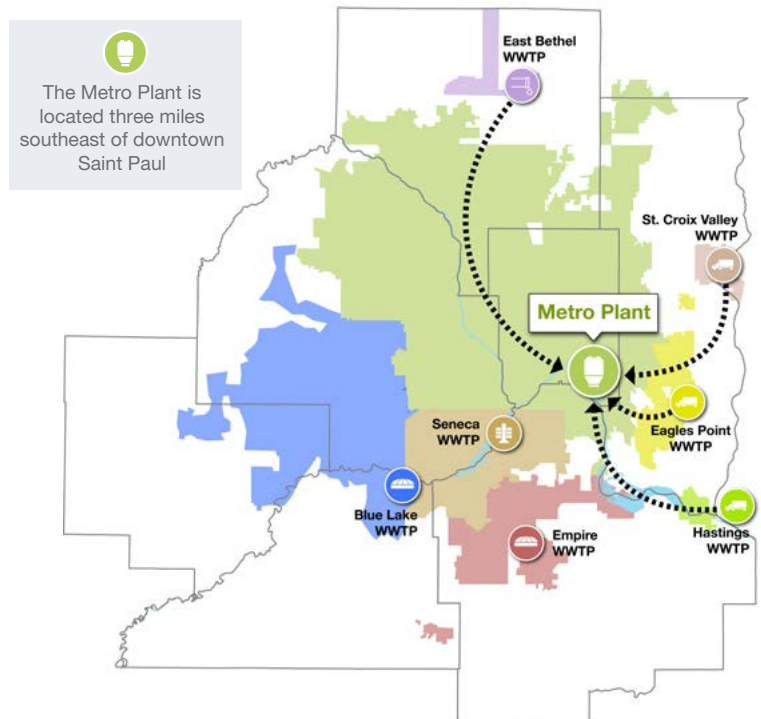 The Metro Plant is
located three miles
southeast of downtown
Saint Paul
East Bethel
WWTP
St. Croix Valley
WWTP
Metro Plant
Eagles Point
WWTP
Seneca
WWTP
Blue Lake
WWTP
Empire
WWTP
Hastings
WWTP